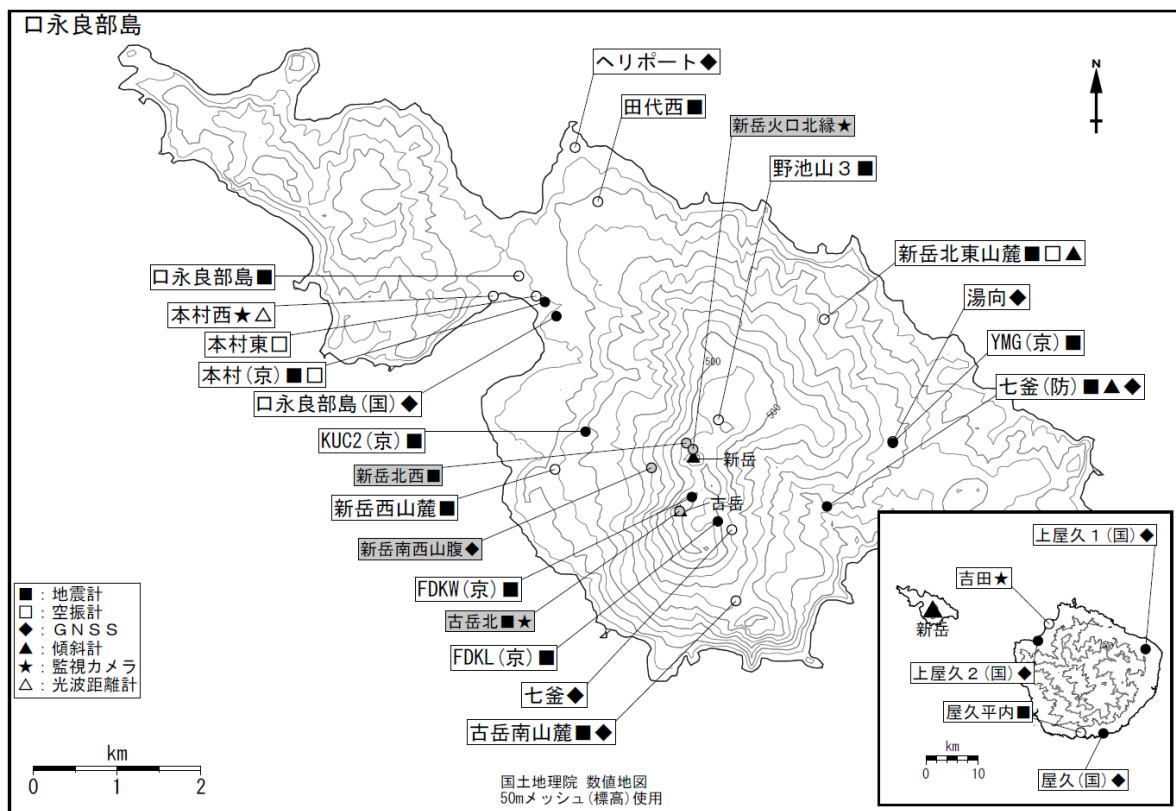 口永良部島
ヘリポート◆
田代西■
新岳火口北縁★
野池山３■
N
口永良部島■
本村西★△
本村東□
本村(京)■□
口永良部島(国)◆
KUC2(京)■
新岳北西■
新岳西山麓■
新岳南西山腹◆
FDKW(京)■
古岳北■★
FDKL(京)■
七釜◆
古岳南山麓■◆
新岳北東山麓■□▲
湯向◆
YMG(京)■
七釜(防)■▲◆
500
500
新岳
古岳
■：地震計
□：空振計
◆：ＧＮＳＳ
▲：傾斜計
★：監視カメラ
△：光波距離計
km
0 1 2
国土地理院 数値地図
50mメッシュ(標高)使用
上屋久１(国)◆
吉田★
新岳
上屋久２(国)◆
屋久平内■
屋久(国)◆
km
0 10